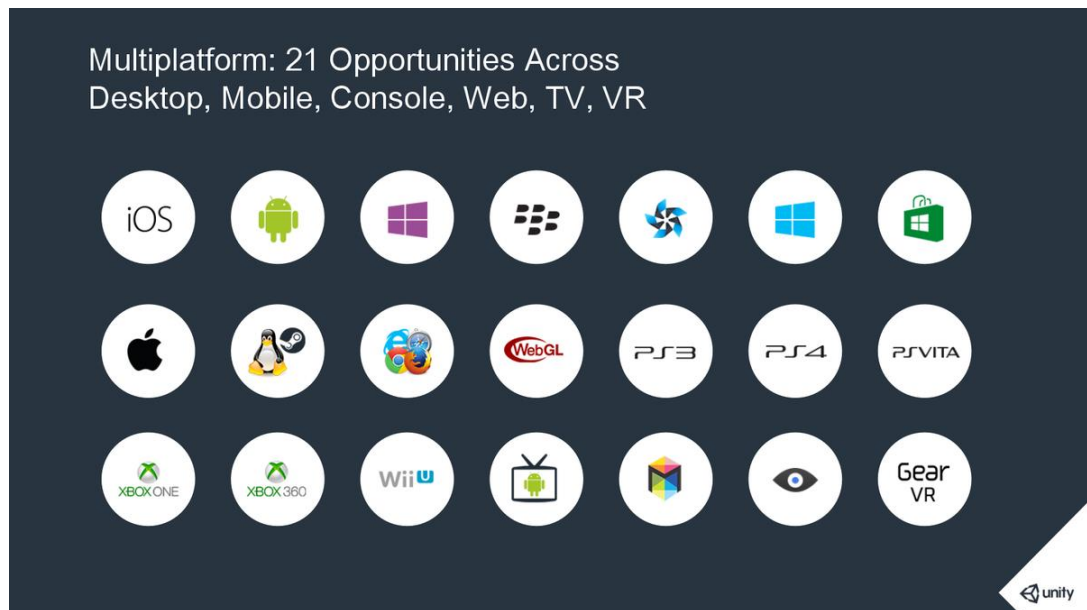 Multiplatform: 21 Opportunities Across
Desktop, Mobile, Console, Web, TV, VR
iOS
WebGL
PS3
PS4
PSVITA
XBOX ONE
XBOX 360
Wii U
Gear
VR
unity